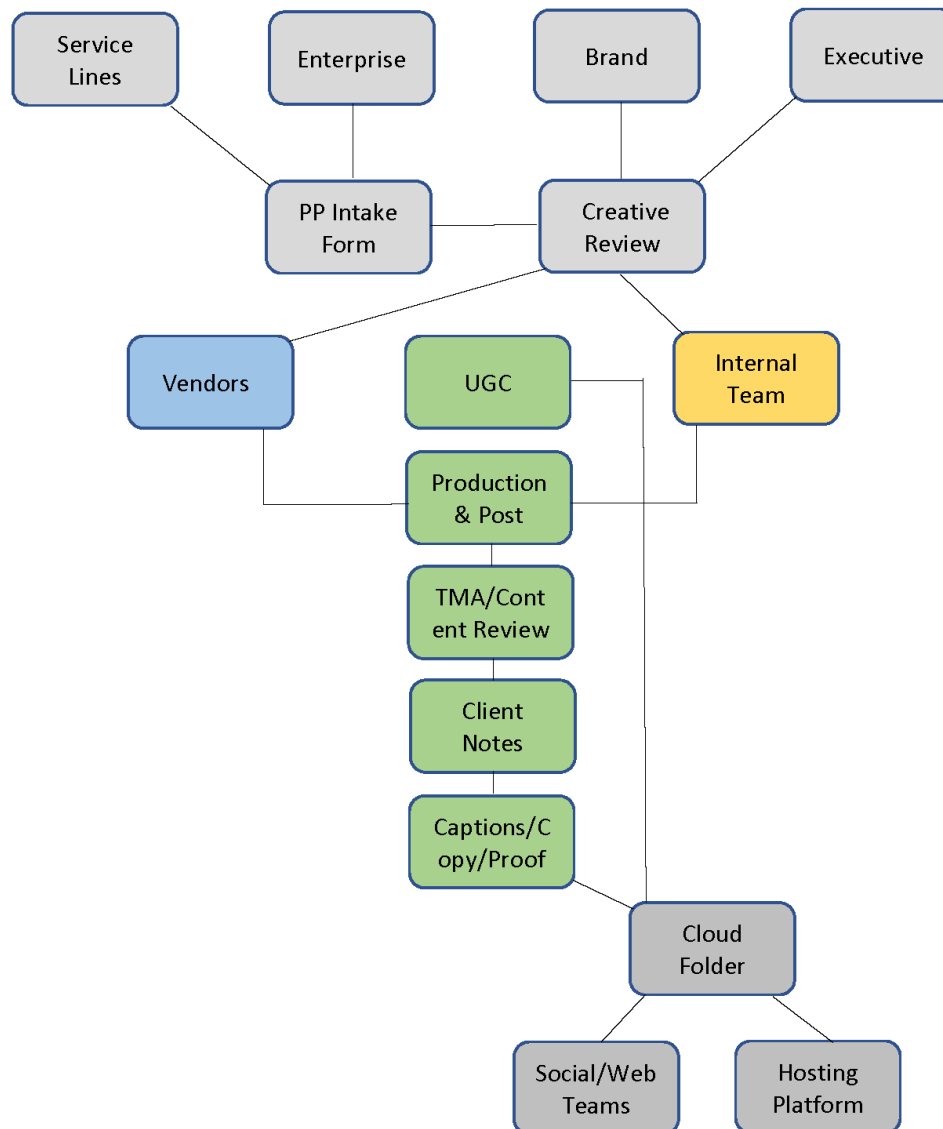 Service
Lines
Enterprise
Brand
Executive
PP Intake
Form
Creative
Review
Vendors
UGC
Internal
Team
Production
& Post
TMA/Cont
ent Review
Client
Notes
Captions/C
opy/Proof
Cloud
Folder
Social/Web
Teams
Hosting
Platform